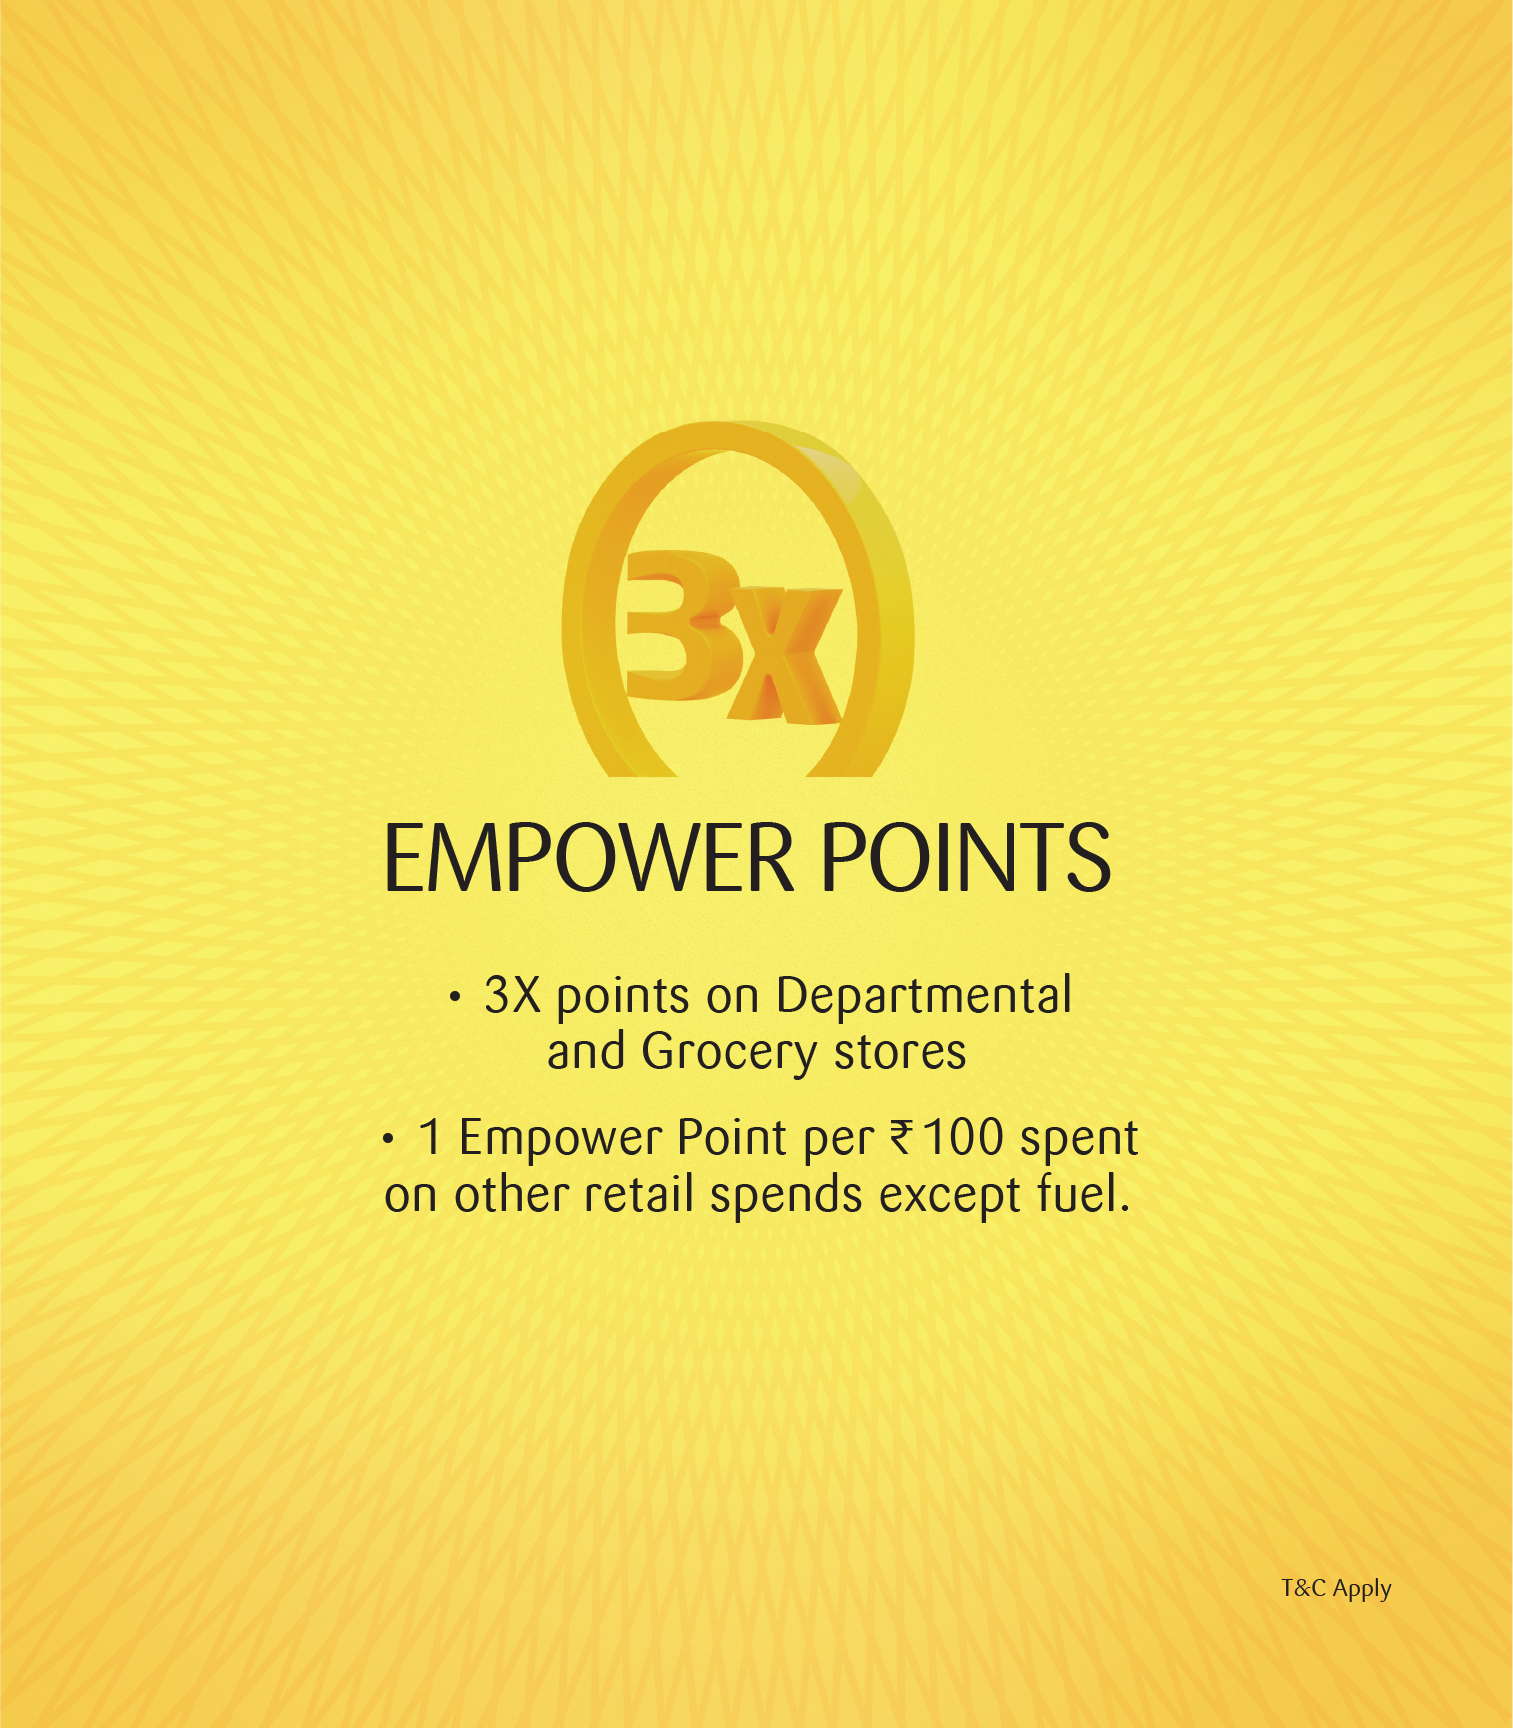 3x
EMPOWER POINTS
• 3X points on Departmental
and Grocery stores
• 1 Empower Point per ₹100 spent
on other retail spends except fuel.
T&C Apply